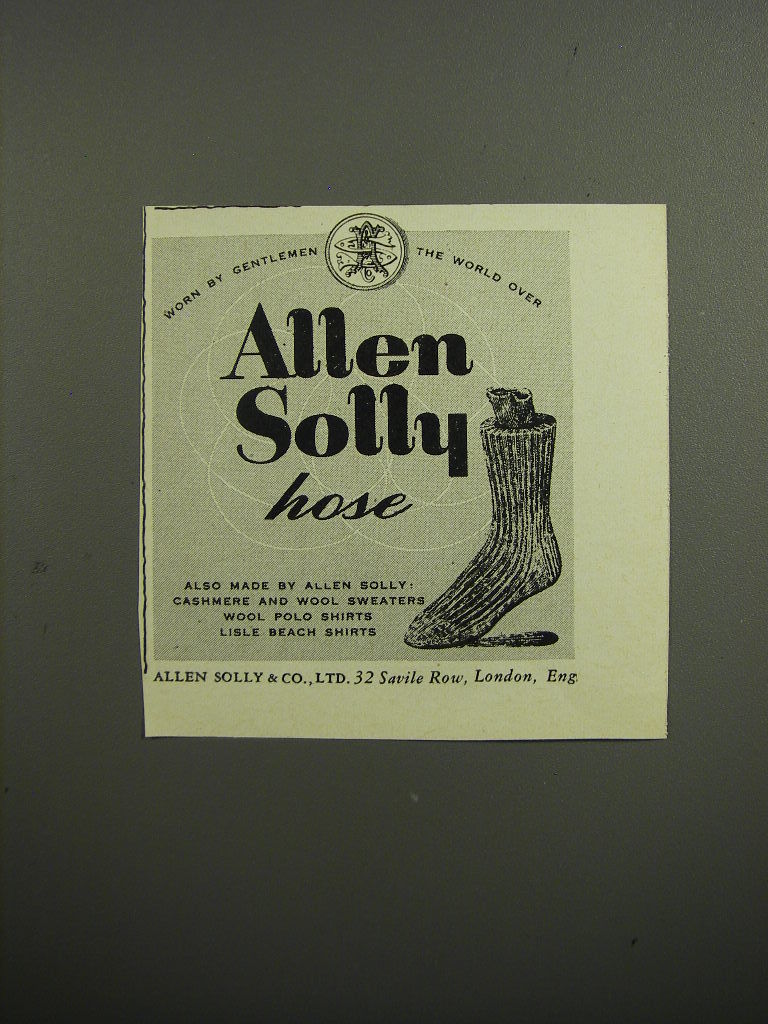 WORN BY GENTLEMEN THE WORLD OVER
Allen
Solly
hose
ALSO MADE BY ALLEN SOLLY:
CASHMERE AND WOOL SWEATERS
WOOL POLO SHIRTS
LISLE BEACH SHIRTS
ALLEN SOLLY & CO., LTD. 32 Savile Row, London, Eng.